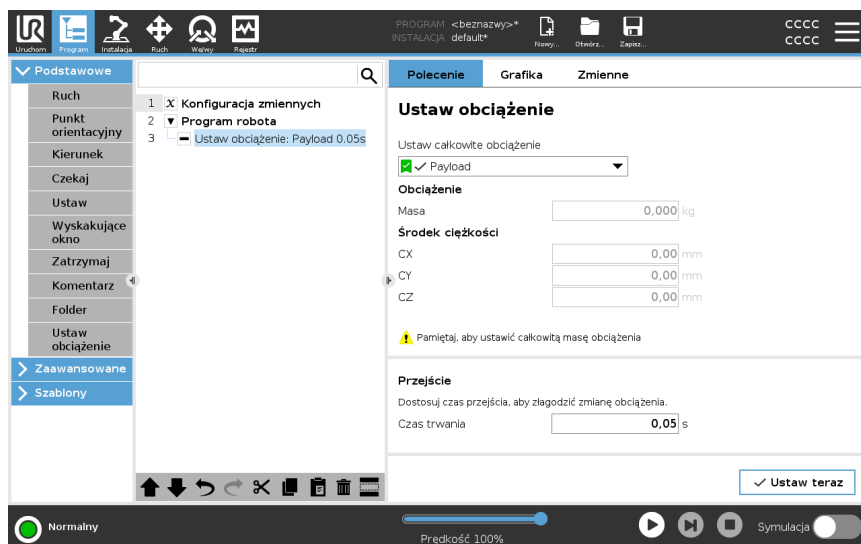 UR
Uruchom
Program
Instalacja
Ruch
We/wy
Rejestr
PROGRAM <beznazwy>*
INSTALACJA default*
Nowy...
Otwórz...
Zapisz...
cccc
cccc
Podstawowe
Ruch
Punkt
orientacyjny
Kierunek
Czekaj
Ustaw
Wyskakujące
okno
Zatrzymaj
Komentarz
Folder
Ustaw
obciążenie
Zaawansowane
Szablony
1 X Konfiguracja zmiennych
2 Program robota
3 Ustaw obciążenie: Payload 0.05s
Polecenie Grafika Zmienne
Ustaw obciążenie
Ustaw całkowite obciążenie
Payload
Obciążenie
Masa 0,000 kg
Środek ciężkości
CX 0,00 mm
CY 0,00 mm
CZ 0,00 mm
Pamiętaj, aby ustawić całkowitą masę obciążenia
Przejście
Dostosuj czas przejścia, aby złagodzić zmianę obciążenia.
Czas trwania 0,05 s
Ustaw teraz
Normalny
Prędkość 100%
Symulacja